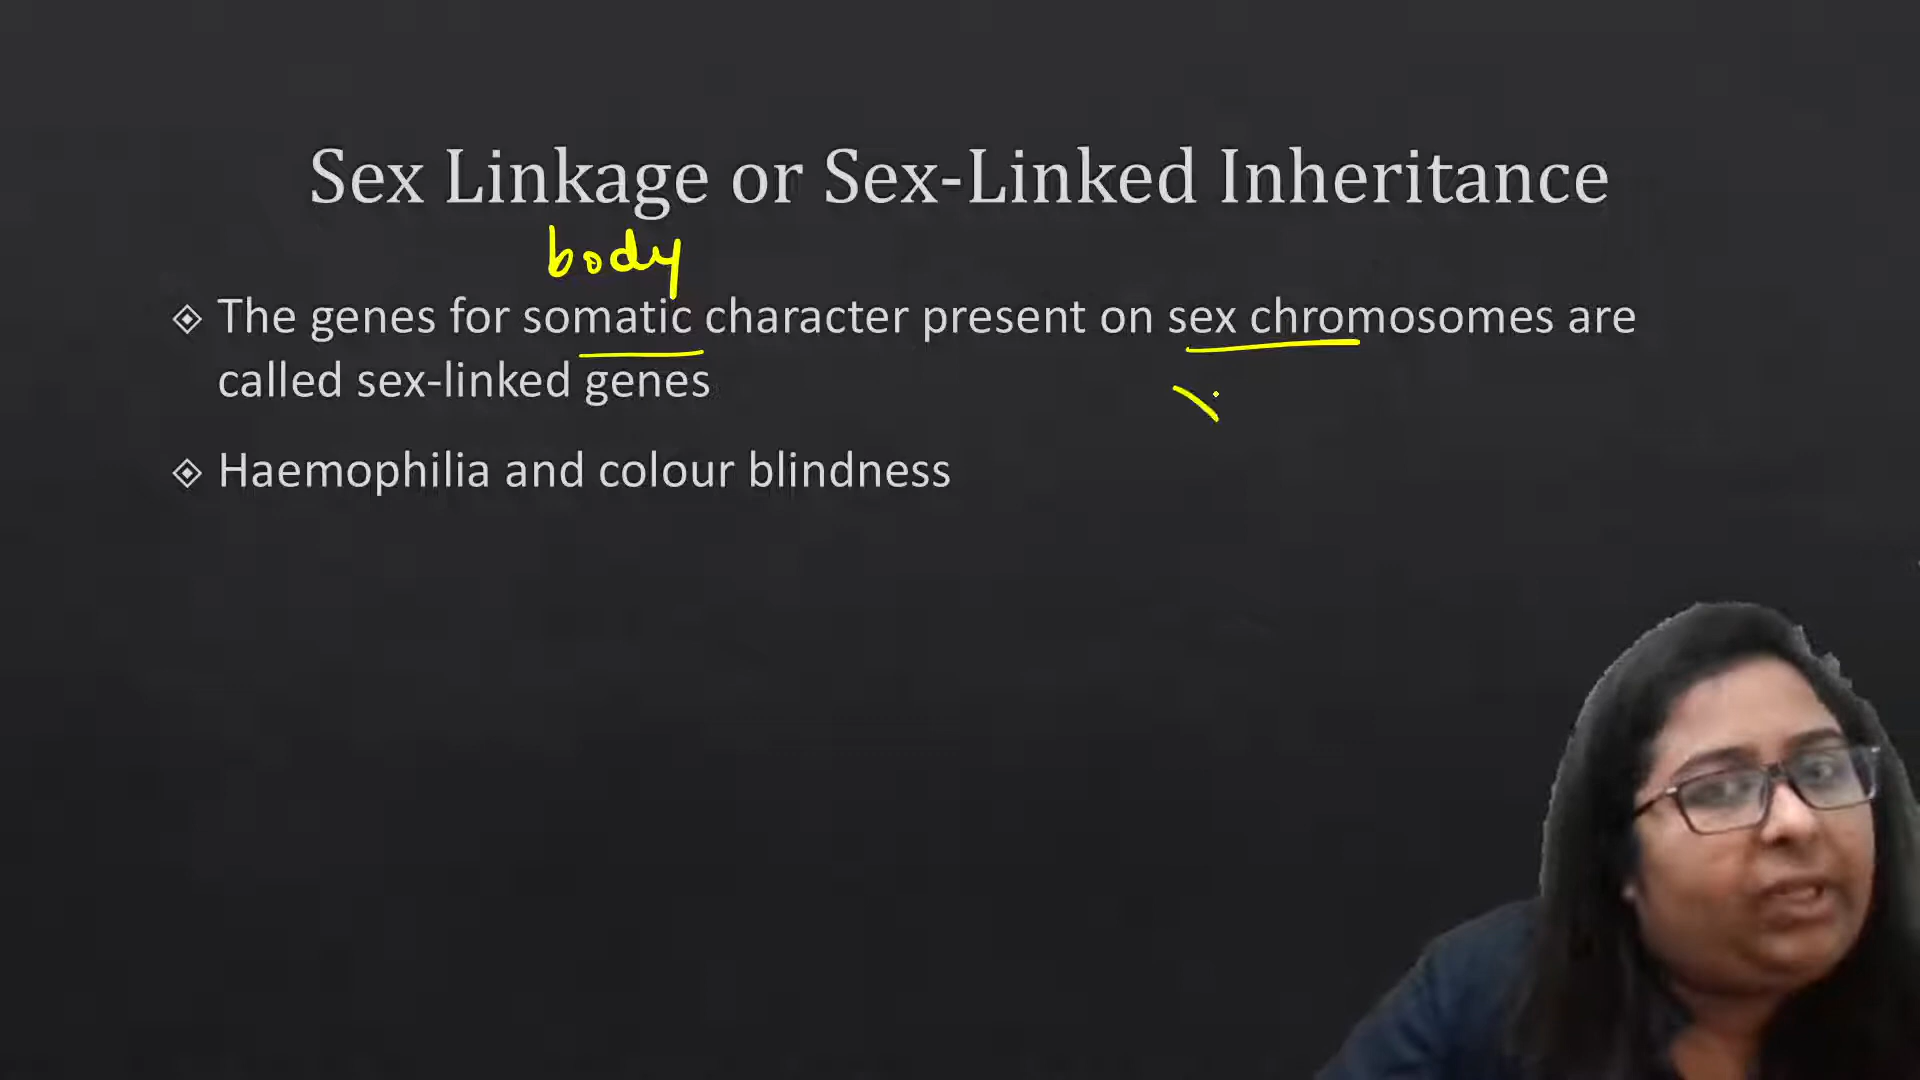 Sex Linkage or Sex-Linked Inheritance
body
The genes for somatic character present on sex chromosomes are
called sex-linked genes
Haemophilia and colour blindness